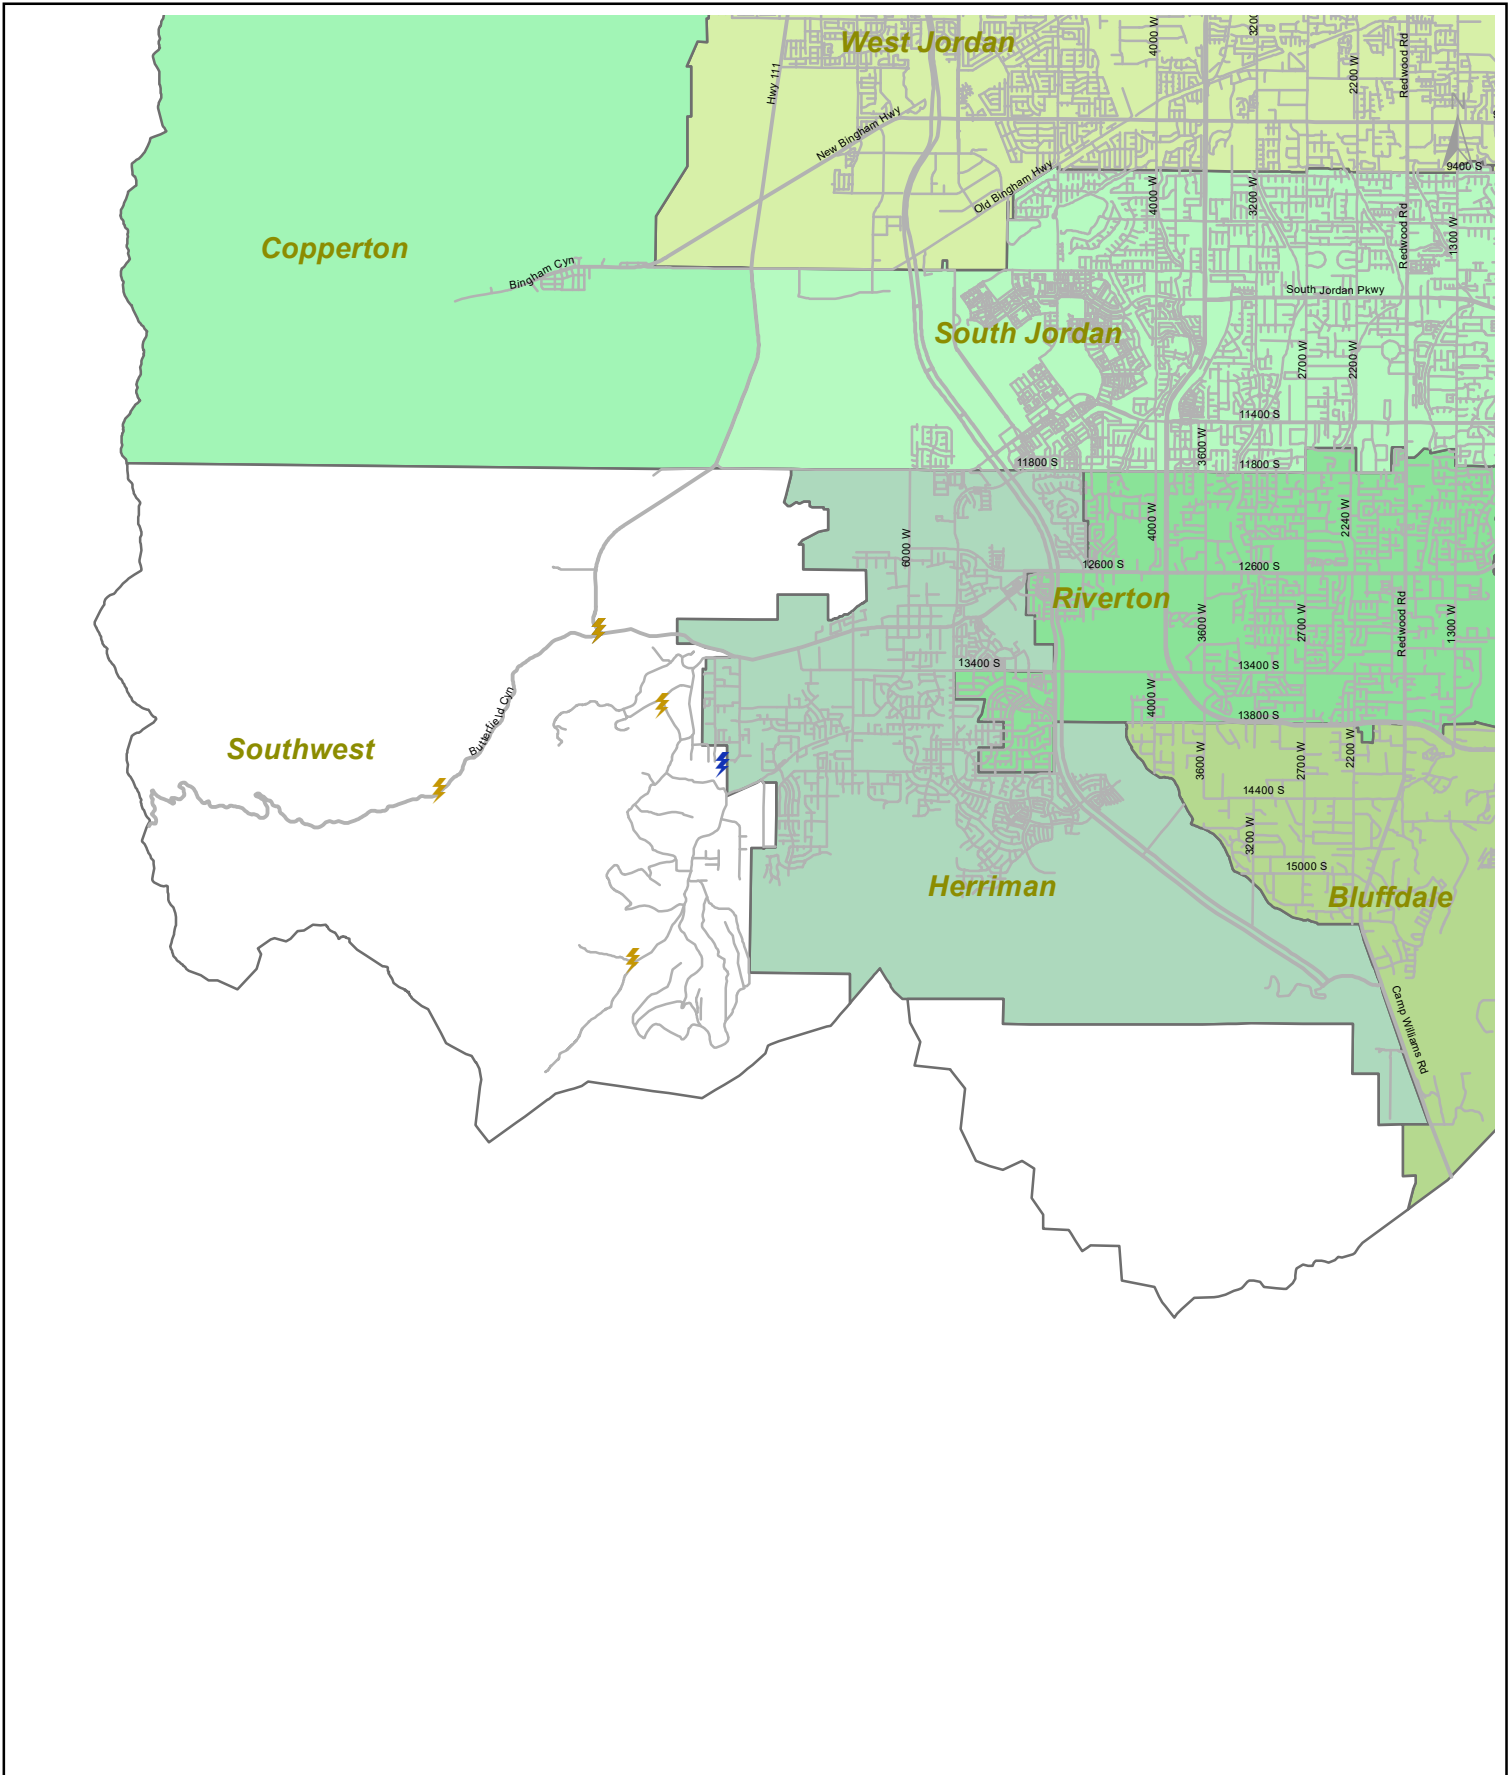 West Jordan
4000 W
3200
Redwood Rd
2200 W
Hwy 111
N
New Bingham Hwy
9400 S
Old Bingham Hwy
4000 W
3200 W
Redwood Rd
1300 W
Copperton
Bingham Cyn
South Jordan Pkwy
South Jordan
2700 W
2200 W
11400 S
3600 W
11800 S
11800 S
6000 W
4000 W
2240 W
12600 S
12600 S
Riverton
3600 W
2700 W
Redwood Rd
1300 W
13400 S
13400 S
4000 W
13800 S
Butterfield Cyn
Southwest
3600 W
2700 W
2200 W
14400 S
3200 W
15000 S
Herriman
Bluffdale
Camp Williams Rd